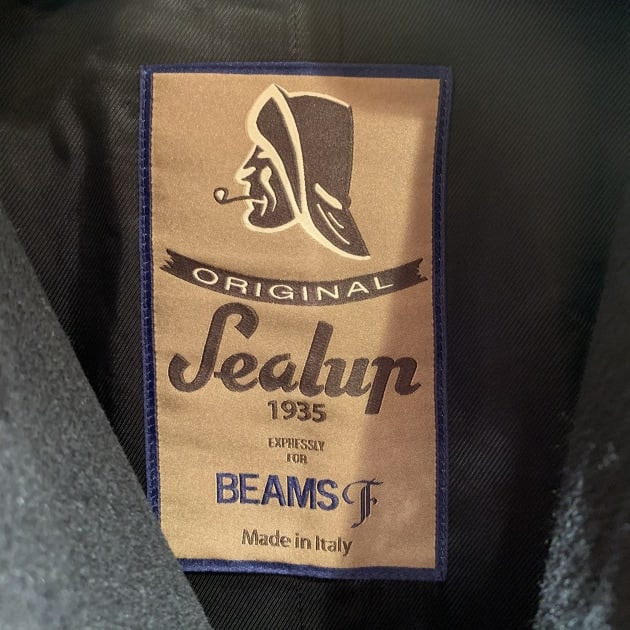 ORIGINAL
Sealup
1935
EXPRESSLY
FOR
BEAMS F
Made in Italy